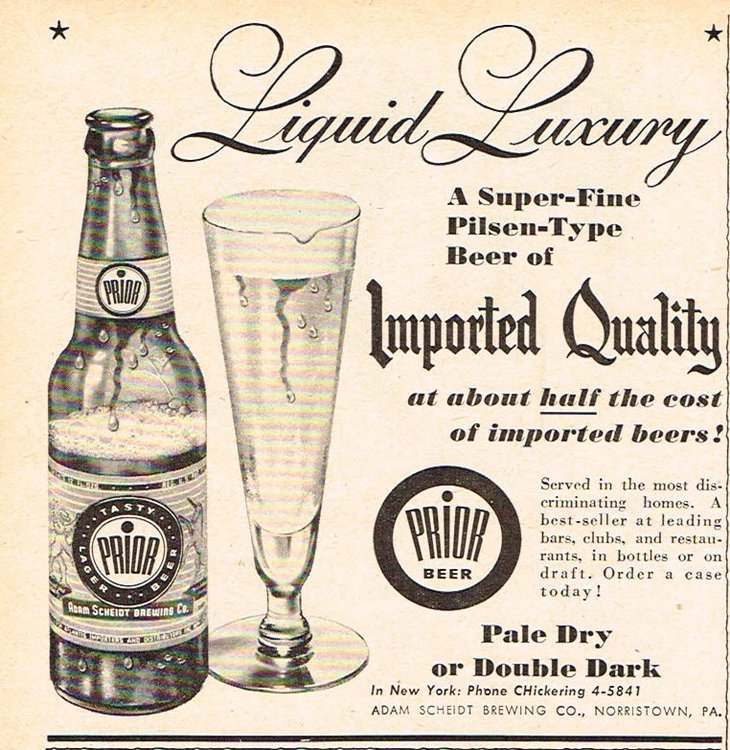 Liquid Luxury
A Super-Fine
Pilsen-Type
Beer of
Imported Quality
at about half the cost
of imported beers!
PRIOR
TASTY
PRIOR
LAGER BEER
ADAM SCHEIDT BREWING CO.
IMPORTERS AND DISTRIBUTORS
PRIOR
BEER
Served in the most dis-
criminating homes. A
best-seller at leading
bars, clubs, and restau-
rants, in bottles or on
draft. Order a case
today!
Pale Dry
or Double Dark
In New York: Phone CHickering 4-5841
ADAM SCHEIDT BREWING CO., NORRISTOWN, PA.